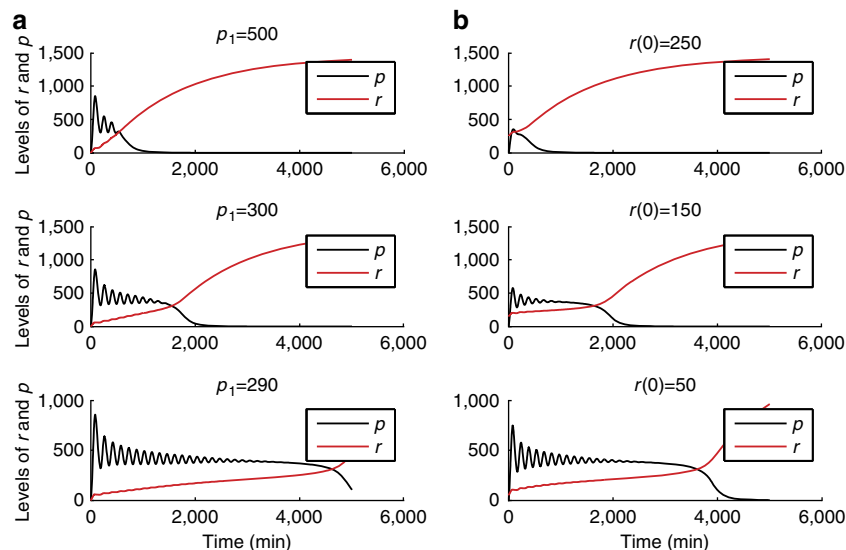 a
b
p1=500
Levels of r and p
1,500
1,000
500
0
p
r
0
2,000
4,000
6,000
r(0)=250
1,500
1,000
500
0
p
r
0
2,000
4,000
6,000
p1=300
Levels of r and p
1,500
1,000
500
0
p
r
0
2,000
4,000
6,000
r(0)=150
1,500
1,000
500
0
p
r
0
2,000
4,000
6,000
p1=290
Levels of r and p
1,000
500
0
p
r
0
2,000
4,000
6,000
Time (min)
r(0)=50
1,000
500
0
p
r
0
2,000
4,000
6,000
Time (min)